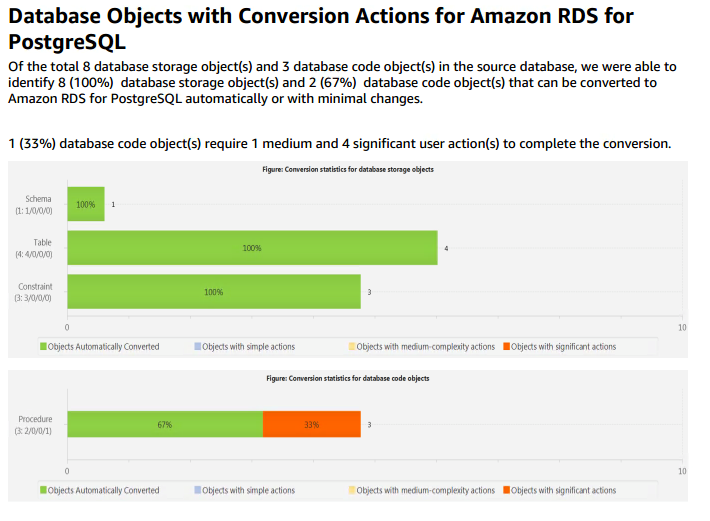 Database Objects with Conversion Actions for Amazon RDS for
PostgreSQL
Of the total 8 database storage object(s) and 3 database code object(s) in the source database, we were able to
identify 8 (100%)  database storage object(s) and 2 (67%)  database code object(s) that can be converted to
Amazon RDS for PostgreSQL automatically or with minimal changes.
1 (33%) database code object(s) require 1 medium and 4 significant user action(s) to complete the conversion.
Figure: Conversion statistics for database storage objects
Schema
(1: 1/0/0/0)
100%
1
Table
(4: 4/0/0/0)
100%
4
Constraint
(3: 3/0/0/0)
100%
3
0
10
Objects Automatically Converted
Objects with simple actions
Objects with medium-complexity actions
Objects with significant actions
Figure: Conversion statistics for database code objects
Procedure
(3: 2/0/0/1)
67%
33%
3
0
10
Objects Automatically Converted
Objects with simple actions
Objects with medium-complexity actions
Objects with significant actions